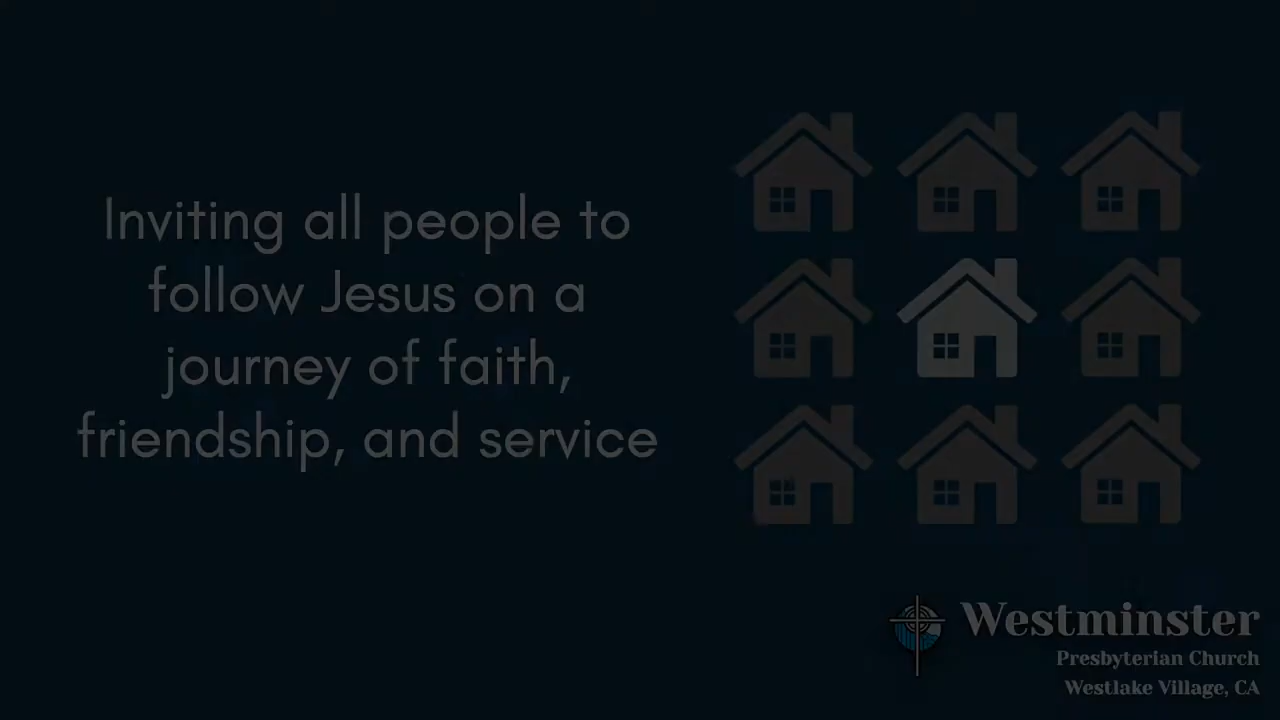 Inviting all people to
follow Jesus on a
journey of faith,
friendship, and service
Westminster
Presbyterian Church
Westlake Village, CA